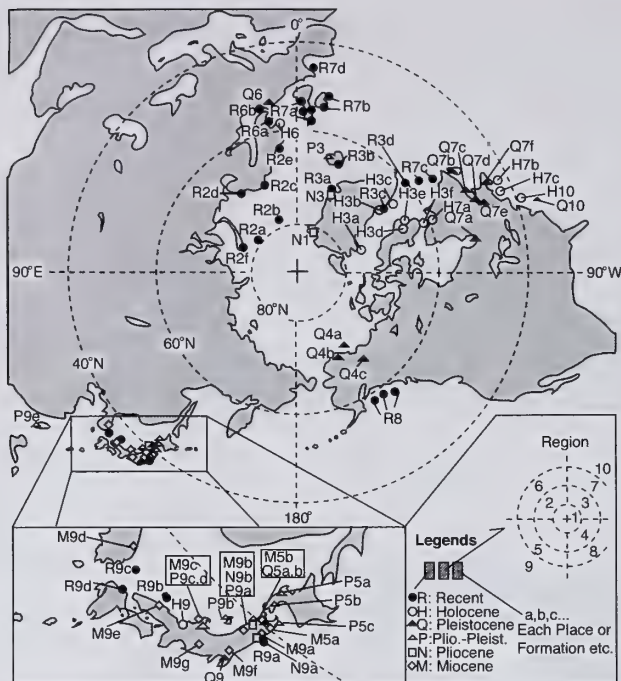 0°
R7d
Q6
R6b
R7a
R7b
R6a
H6
R2e
P3
R3b
R3d
R7c
Q7b
Q7c
Q7d
Q7f
H7b
H7c
H10
Q10
Q7e
R2d
R2c
R3a
N3
H3b
H3c
R3c
H3e
H3f
H7a
Q7a
H3a
H3d
R2b
R2a
R2f
N1
90°E
90°W
80°N
60°N
40°N
Q4a
Q4b
Q4c
R8
P9e
180°
Region
10
6
7
2
3
1
4
5
8
9
M9d
R9c
R9d
R9b
H9
M9c
P9c,d
P9b
M9b
N9b
P9a
M5b
Q5a,b
P5a
P5b
P5c
M5a
M9a
N9a
R9a
M9e
M9g
Q9
M9f
Legends
R: Recent
H: Holocene
Q: Pleistocene
P: Plio.-Pleist.
N: Pliocene
M: Miocene
a,b,c...
Each Place or
Formation etc.